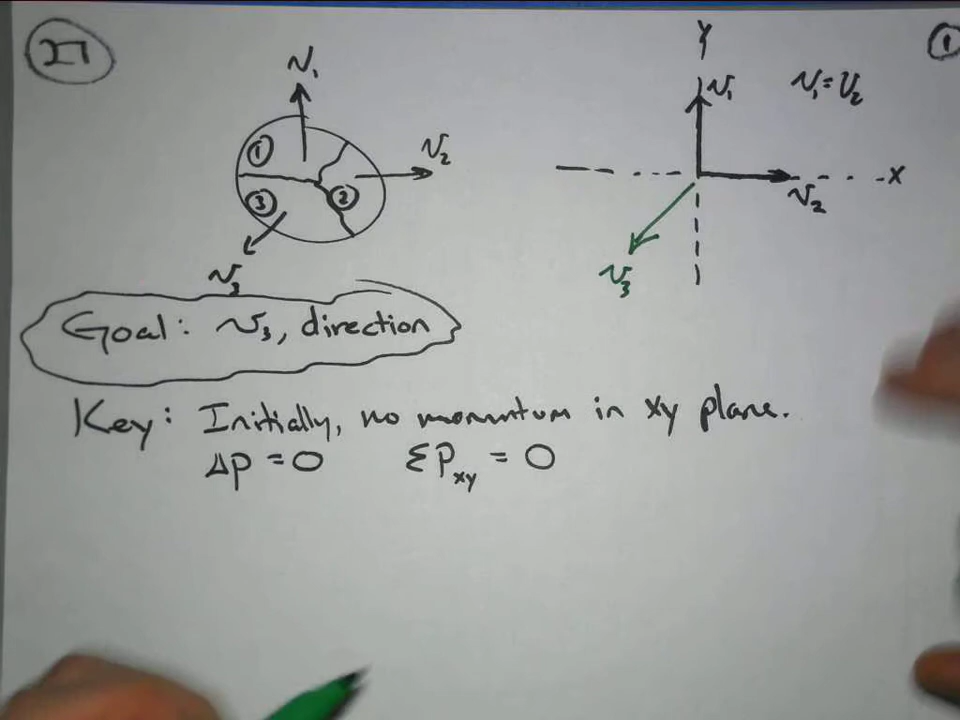 27
1
V₁
V₂
V₃
①
②
③
Y
V₁
V₁=V₂
X
V₂
V₃
Goal: V₃, direction
Key: Initially, no momentum in xy plane.
Δp = 0 ΣPxy = 0